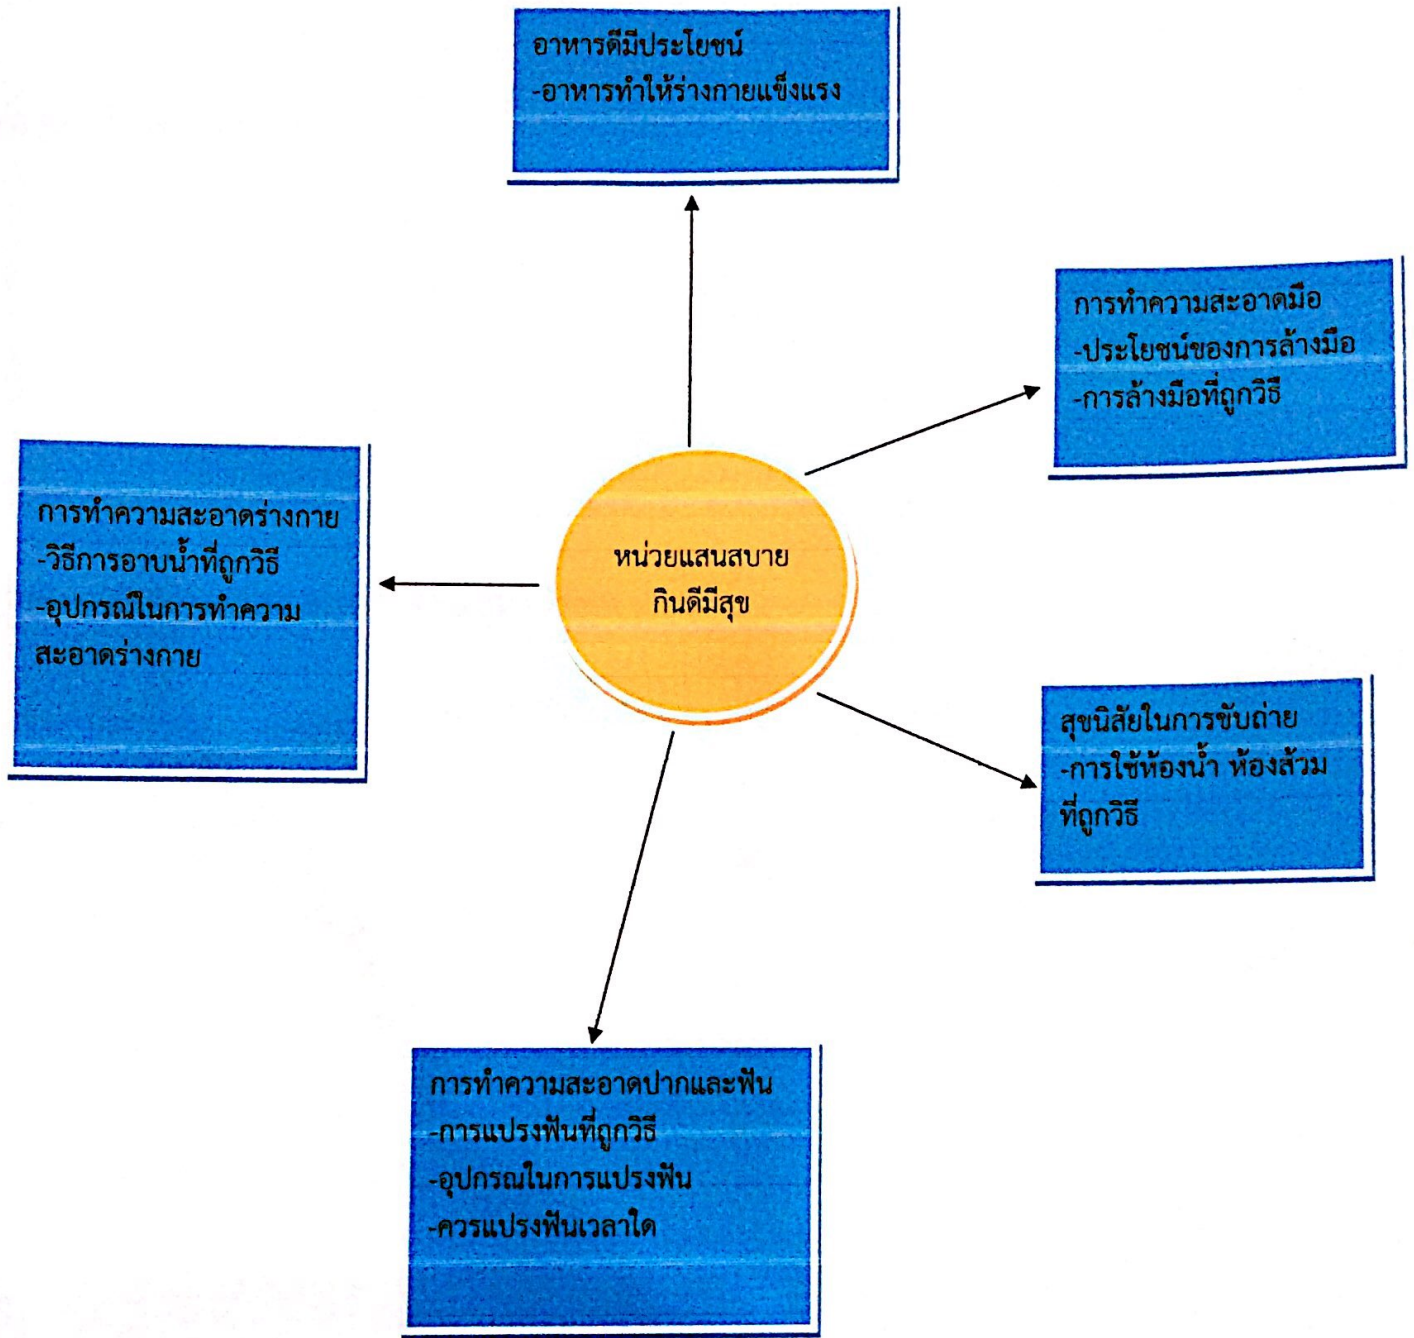 อาหารดีมีประโยชน์
-อาหารทำให้ร่างกายแข็งแรง
การทำความสะอาดมือ
-ประโยชน์ของการล้างมือ
-การล้างมือที่ถูกวิธี
การทำความสะอาดร่างกาย
-วิธีการอาบน้ำที่ถูกวิธี
-อุปกรณ์ในการทำความ
สะอาดร่างกาย
หน่วยแสนสบาย
กินดีมีสุข
สุขนิสัยในการขับถ่าย
-การใช้ห้องน้ำ ห้องส้วม
ที่ถูกวิธี
การทำความสะอาดปากและฟัน
-การแปรงฟันที่ถูกวิธี
-อุปกรณในการแปรงฟัน
-ควรแปรงฟันเวลาใด